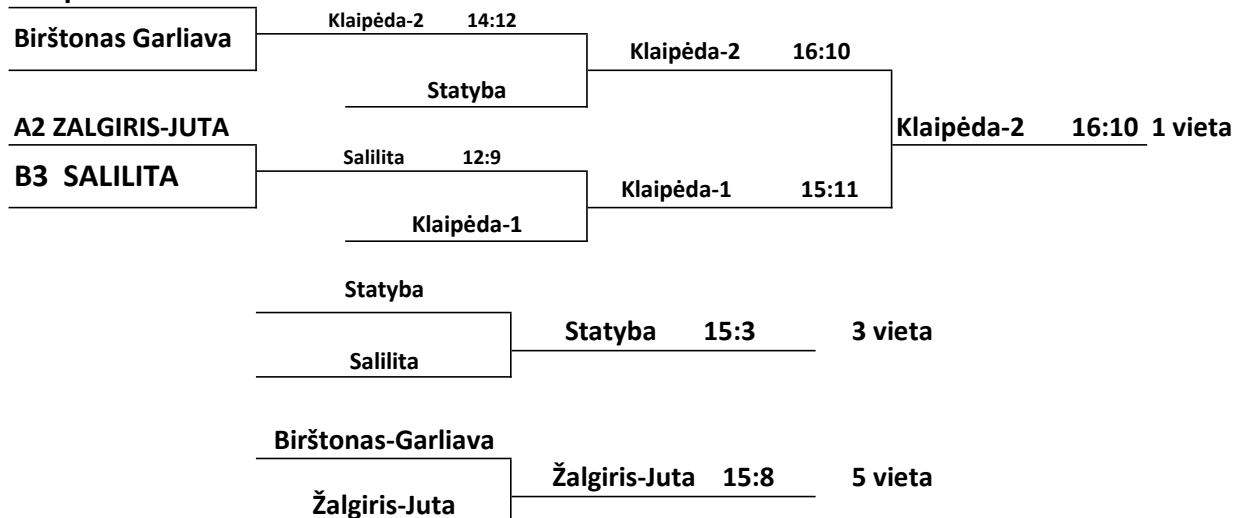 Klaipėda-2 14:12
Birštonas Garliava
Klaipėda-2 16:10
Statyba
A2 ZALGIRIS-JUTA
Klaipėda-2 16:10 1 vieta
Salilita 12:9
B3 SALILITA
Klaipėda-1 15:11
Klaipėda-1
Statyba
Statyba 15:3 3 vieta
Salilita
Birštonas-Garliava
Žalgiris-Juta 15:8 5 vieta
Žalgiris-Juta